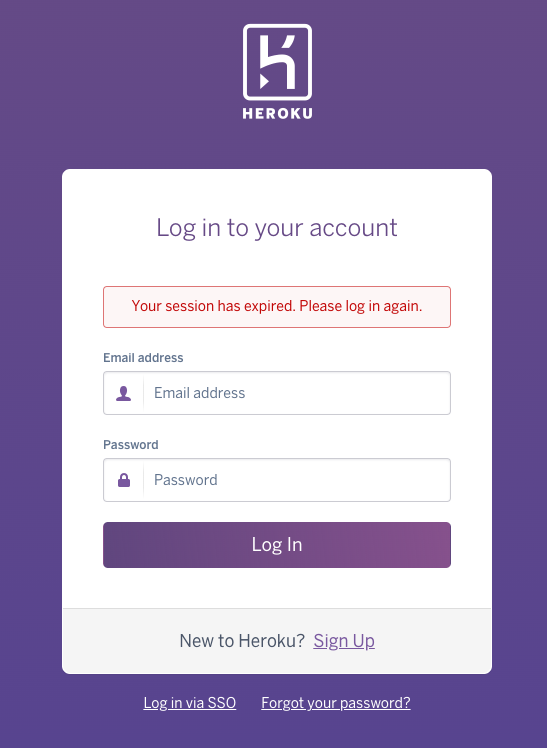 HEROKU
Log in to your account
Your session has expired. Please log in again.
Email address
Email address
Password
Password
Log In
New to Heroku? Sign Up
Log in via SSO Forgot your password?